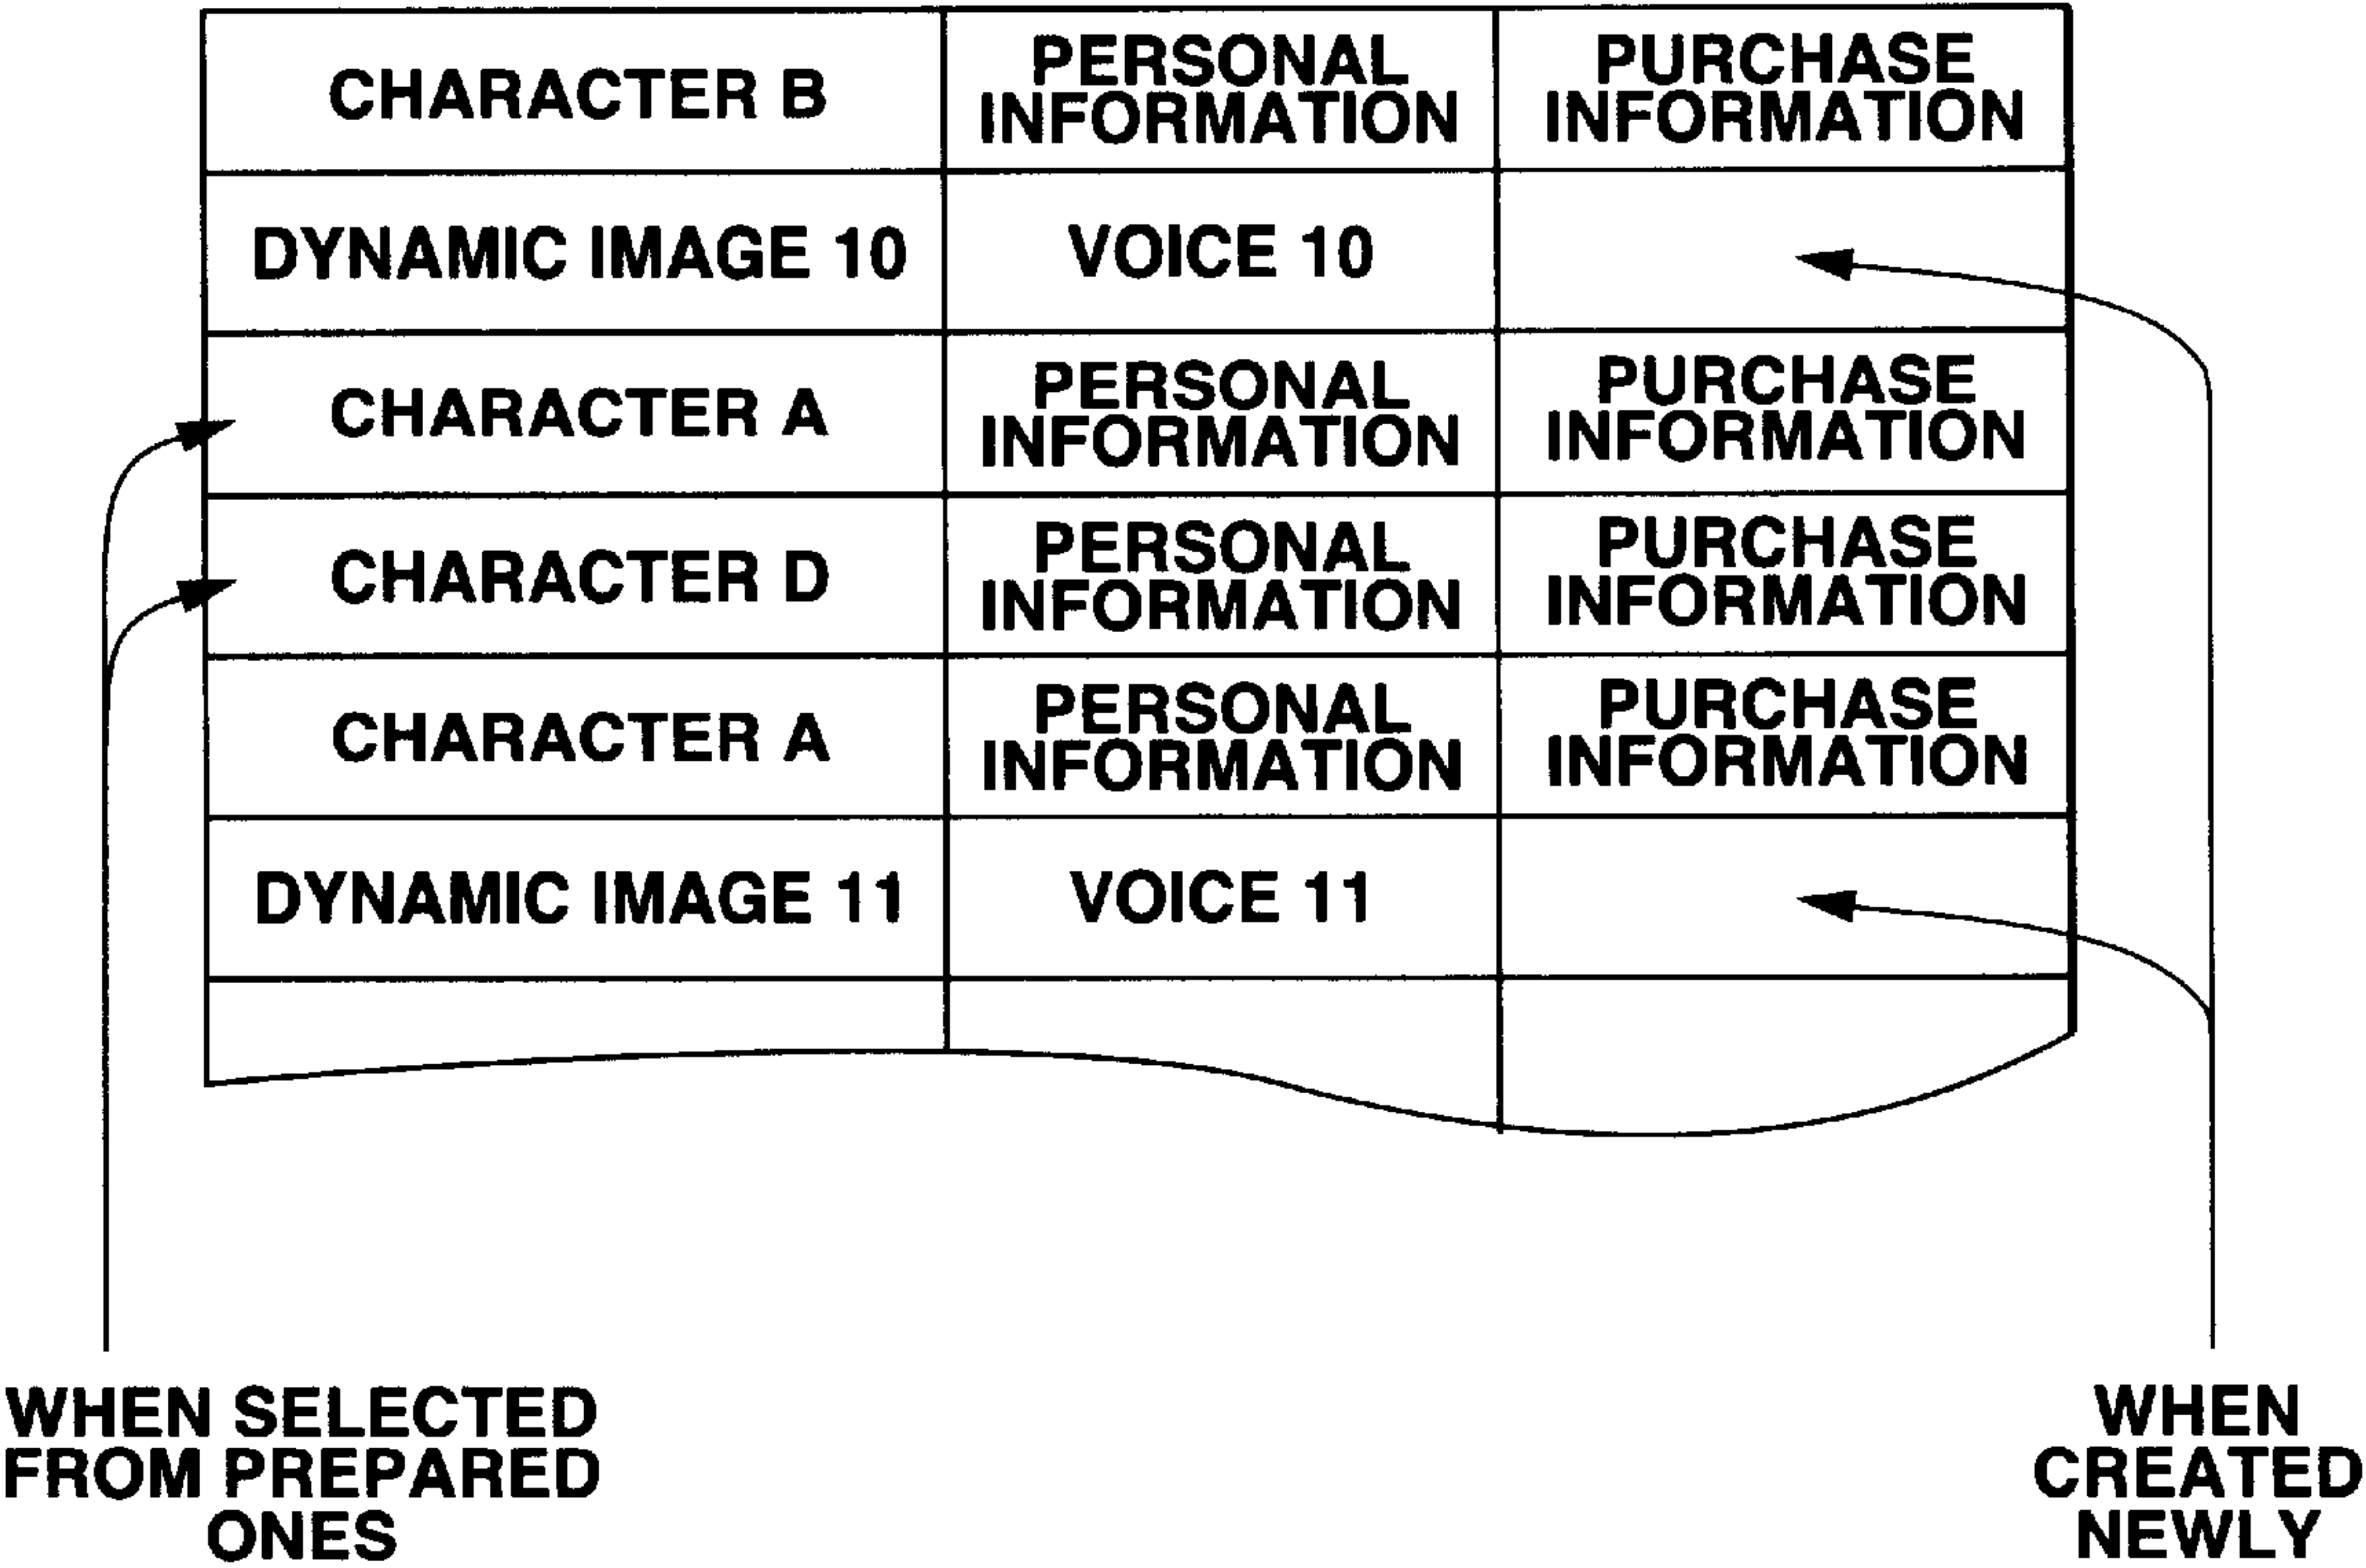 CHARACTER B
PERSONAL
INFORMATION
PURCHASE
INFORMATION
DYNAMIC IMAGE 10
VOICE 10
CHARACTER A
PERSONAL
INFORMATION
PURCHASE
INFORMATION
CHARACTER D
PERSONAL
INFORMATION
PURCHASE
INFORMATION
CHARACTER A
PERSONAL
INFORMATION
PURCHASE
INFORMATION
DYNAMIC IMAGE 11
VOICE 11
WHEN SELECTED
FROM PREPARED
ONES
WHEN
CREATED
NEWLY